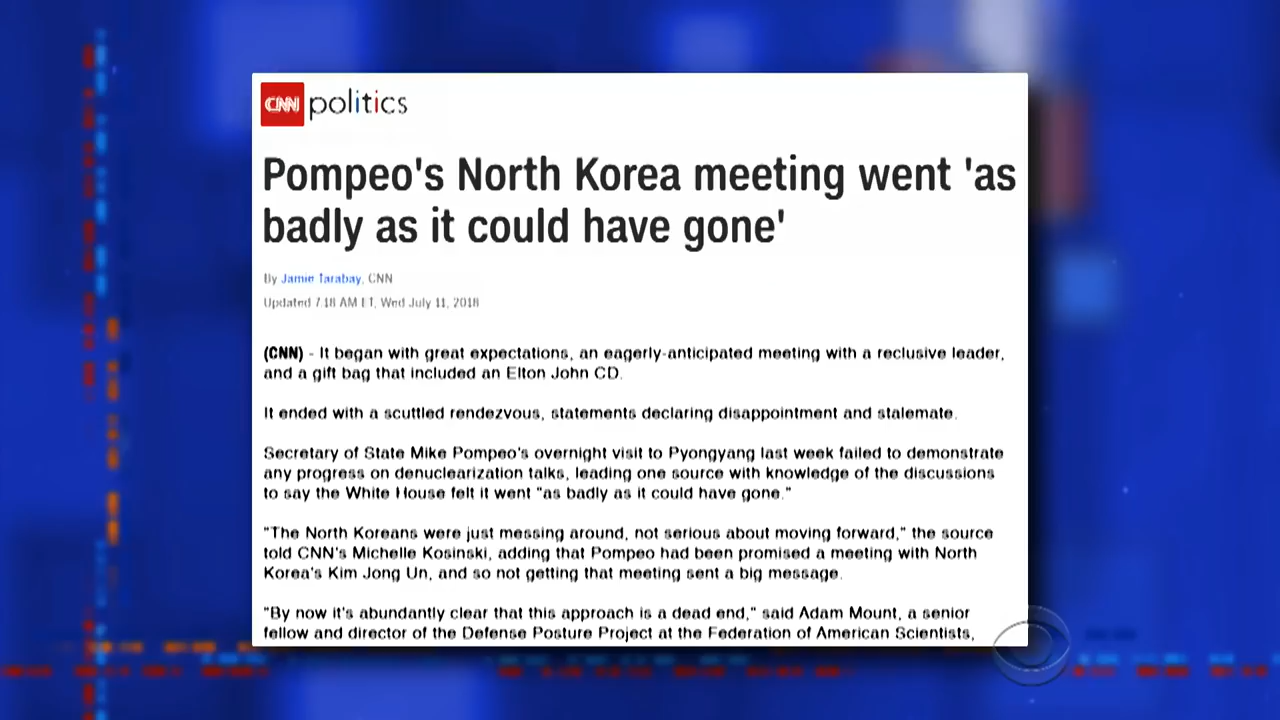 CNN politics
Pompeo's North Korea meeting went 'as
badly as it could have gone'
By Jamie Tarabay, CNN
Updated 7:18 AM ET, Wed July 11, 2018
(CNN) - It began with great expectations, an eagerly-anticipated meeting with a reclusive leader,
and a gift bag that included an Elton John CD.
It ended with a scuttled rendezvous, statements declaring disappointment and stalemate.
Secretary of State Mike Pompeo's overnight visit to Pyongyang last week failed to demonstrate
any progress on denuclearization talks, leading one source with knowledge of the discussions
to say the White House felt it went "as badly as it could have gone."
"The North Koreans were just messing around, not serious about moving forward," the source
told CNN's Michelle Kosinski, adding that Pompeo had been promised a meeting with North
Korea's Kim Jong Un, and so not getting that meeting sent a big message.
"By now it's abundantly clear that this approach is a dead end," said Adam Mount, a senior
fellow and director of the Defense Posture Project at the Federation of American Scientists,